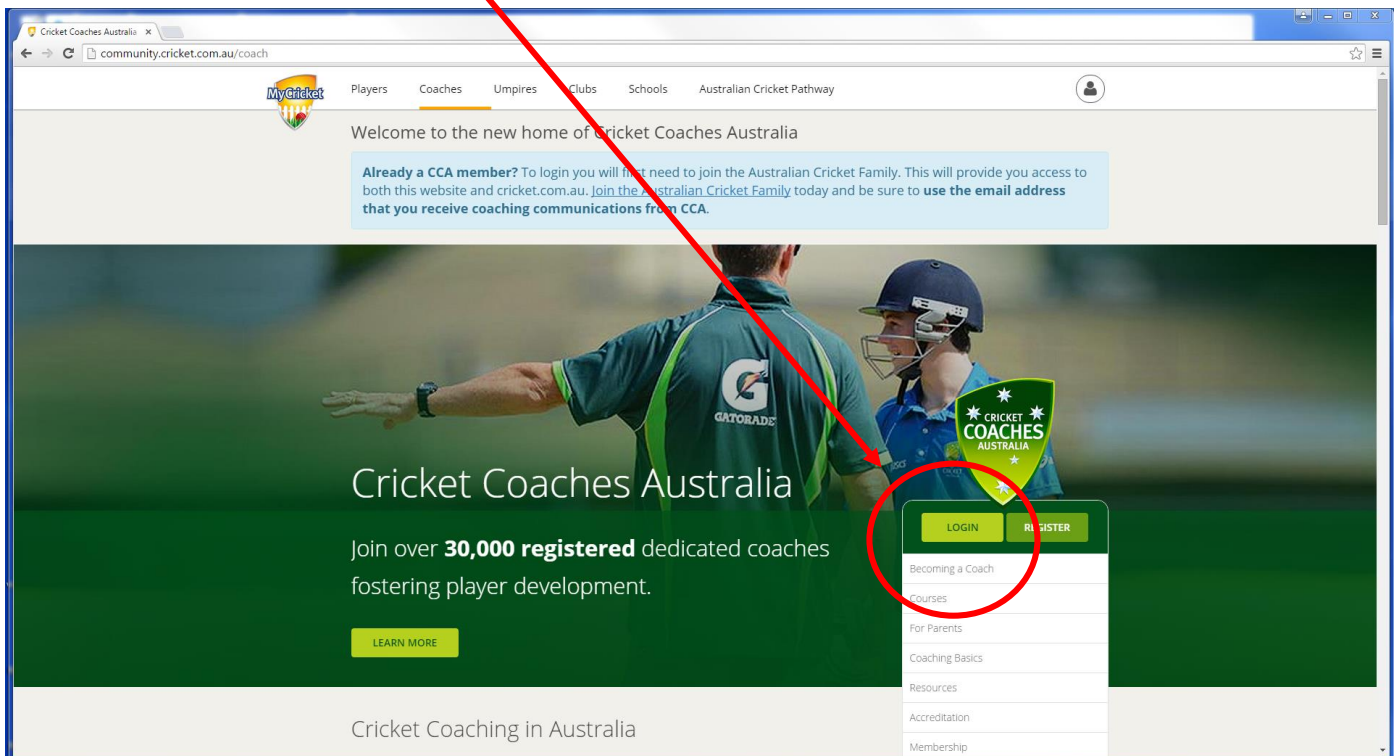 Cricket Coaches Australia
community.cricket.com.au/coach
MyCricket
Players Coaches Umpires Clubs Schools Australian Cricket Pathway
Welcome to the new home of Cricket Coaches Australia
Already a CCA member? To login you will first need to join the Australian Cricket Family. This will provide you access to
both this website and cricket.com.au. Join the Australian Cricket Family today and be sure to use the email address
that you receive coaching communications from CCA.
G
GATORADE
asics
CRICKET
COACHES
AUSTRALIA
Cricket Coaches Australia
Join over 30,000 registered dedicated coaches
fostering player development.
LEARN MORE
LOGIN REGISTER
Becoming a Coach
Courses
For Parents
Coaching Basics
Resources
Accreditation
Membership
Cricket Coaching in Australia